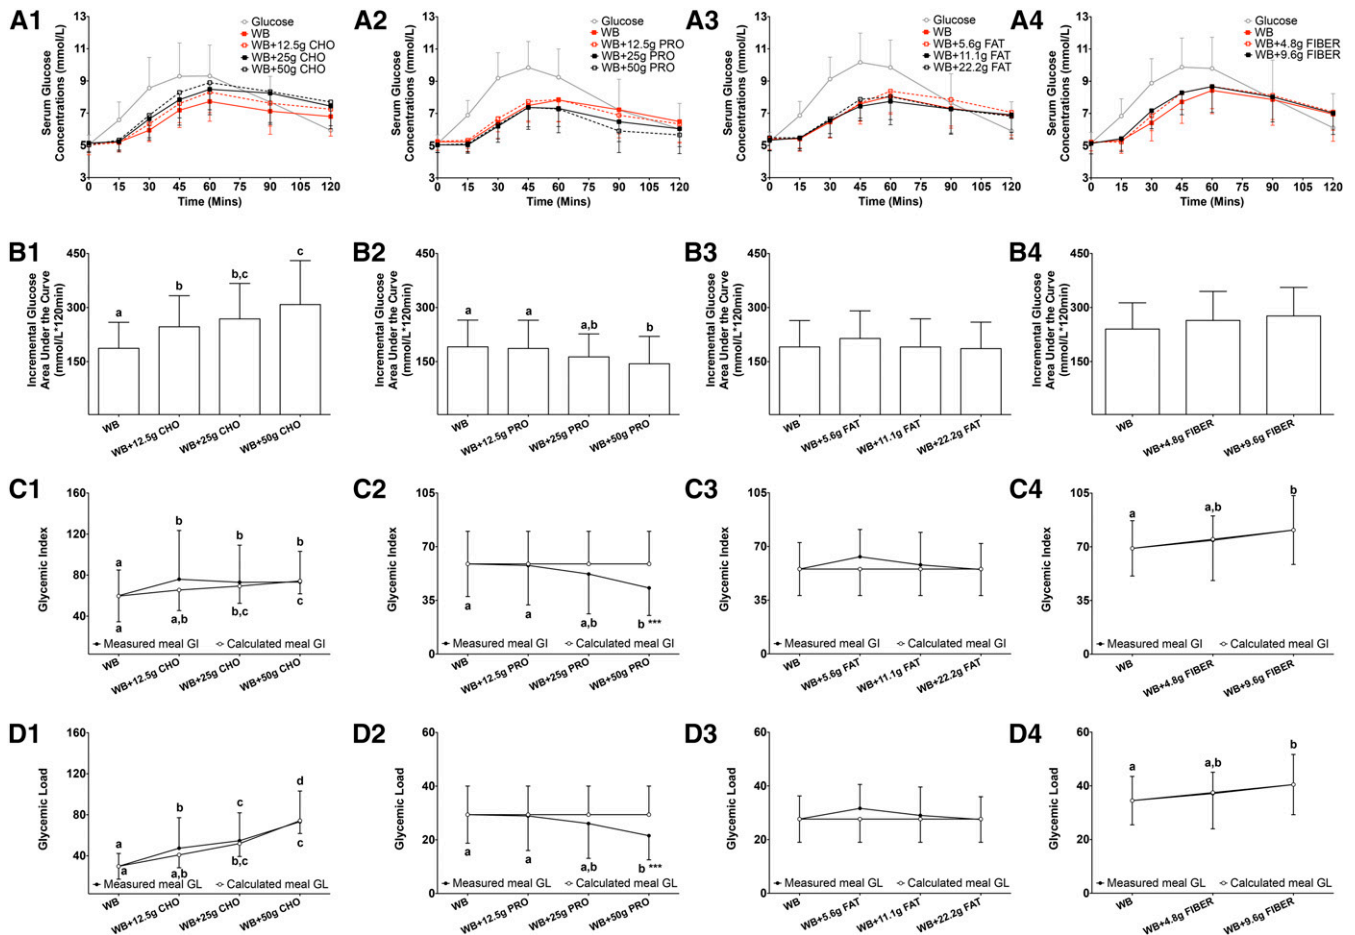 A1
Serum Glucose
Concentrations (mmol/L)
13
11
9
7
5
3
0 15 30 45 60 75 90 105 120
Time (Mins)
Glucose
WB
WB+12.5g CHO
WB+25g CHO
WB+50g CHO
A2
Serum Glucose
Concentrations (mmol/L)
13
11
9
7
5
3
0 15 30 45 60 75 90 105 120
Time (Mins)
Glucose
WB
WB+12.5g PRO
WB+25g PRO
WB+50g PRO
A3
Serum Glucose
Concentrations (mmol/L)
13
11
9
7
5
3
0 15 30 45 60 75 90 105 120
Time (Mins)
Glucose
WB
WB+5.6g FAT
WB+11.1g FAT
WB+22.2g FAT
A4
Serum Glucose
Concentrations (mmol/L)
13
11
9
7
5
3
0 15 30 45 60 75 90 105 120
Time (Mins)
Glucose
WB
WB+4.8g FIBER
WB+9.6g FIBER
B1
Incremental Glucose
Area Under the Curve
(mmol/L*120min)
450
300
150
a
b
b,c
c
WB
WB+12.5g CHO
WB+25g CHO
WB+50g CHO
B2
Incremental Glucose
Area Under the Curve
(mmol/L*120min)
450
300
150
a
a
a,b
b
WB
WB+12.5g PRO
WB+25g PRO
WB+50g PRO
B3
Incremental Glucose
Area Under the Curve
(mmol/L*120min)
450
300
150
WB
WB+5.6g FAT
WB+11.1g FAT
WB+22.2g FAT
B4
Incremental Glucose
Area Under the Curve
(mmol/L*120min)
450
300
150
WB
WB+4.8g FIBER
WB+9.6g FIBER
C1
Glycemic Index
160
120
80
40
a
b
b
b
a
a,b
b,c
c
Measured meal GI
Calculated meal GI
WB
WB+12.5g CHO
WB+25g CHO
WB+50g CHO
C2
Glycemic Index
105
70
35
0
a
a
a,b
b ***
Measured meal GI
Calculated meal GI
WB
WB+12.5g PRO
WB+25g PRO
WB+50g PRO
C3
Glycemic Index
105
70
35
0
Measured meal GI
Calculated meal GI
WB
WB+5.6g FAT
WB+11.1g FAT
WB+22.2g FAT
C4
Glycemic Index
105
70
35
0
a
a,b
b
Measured meal GI
Calculated meal GI
WB
WB+4.8g FIBER
WB+9.6g FIBER
D1
Glycemic Load
160
120
80
40
a
b
c
d
a
a,b
b,c
c
Measured meal GL
Calculated meal GL
WB
WB+12.5g CHO
WB+25g CHO
WB+50g CHO
D2
Glycemic Load
60
40
20
0
a
a
a,b
b ***
Measured meal GL
Calculated meal GL
WB
WB+12.5g PRO
WB+25g PRO
WB+50g PRO
D3
Glycemic Load
60
40
20
0
Measured meal GL
Calculated meal GL
WB
WB+5.6g FAT
WB+11.1g FAT
WB+22.2g FAT
D4
Glycemic Load
60
40
20
0
a
a,b
b
Measured meal GL
Calculated meal GL
WB
WB+4.8g FIBER
WB+9.6g FIBER